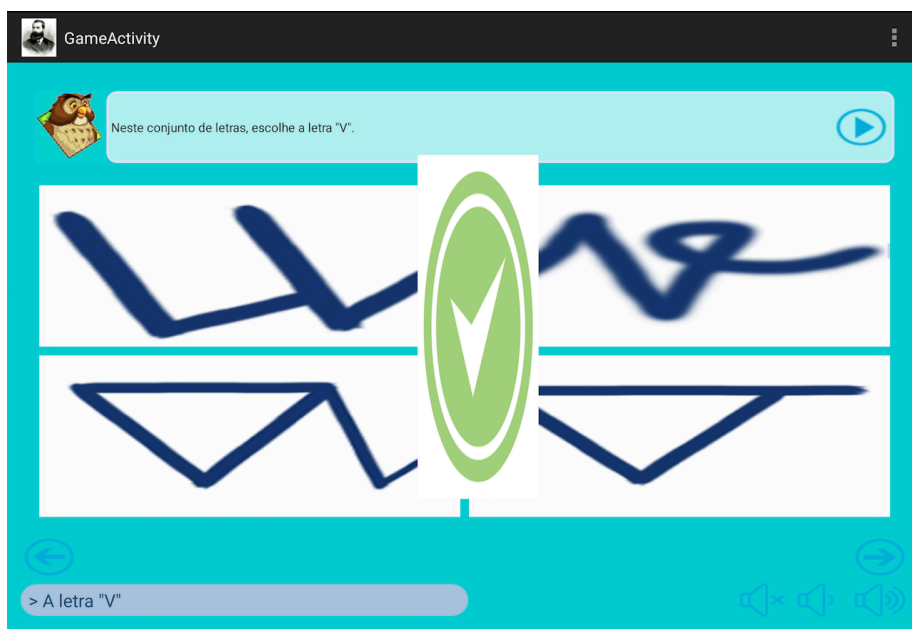 GameActivity
Neste conjunto de letras, escolhe a letra "V".
> A letra "V"